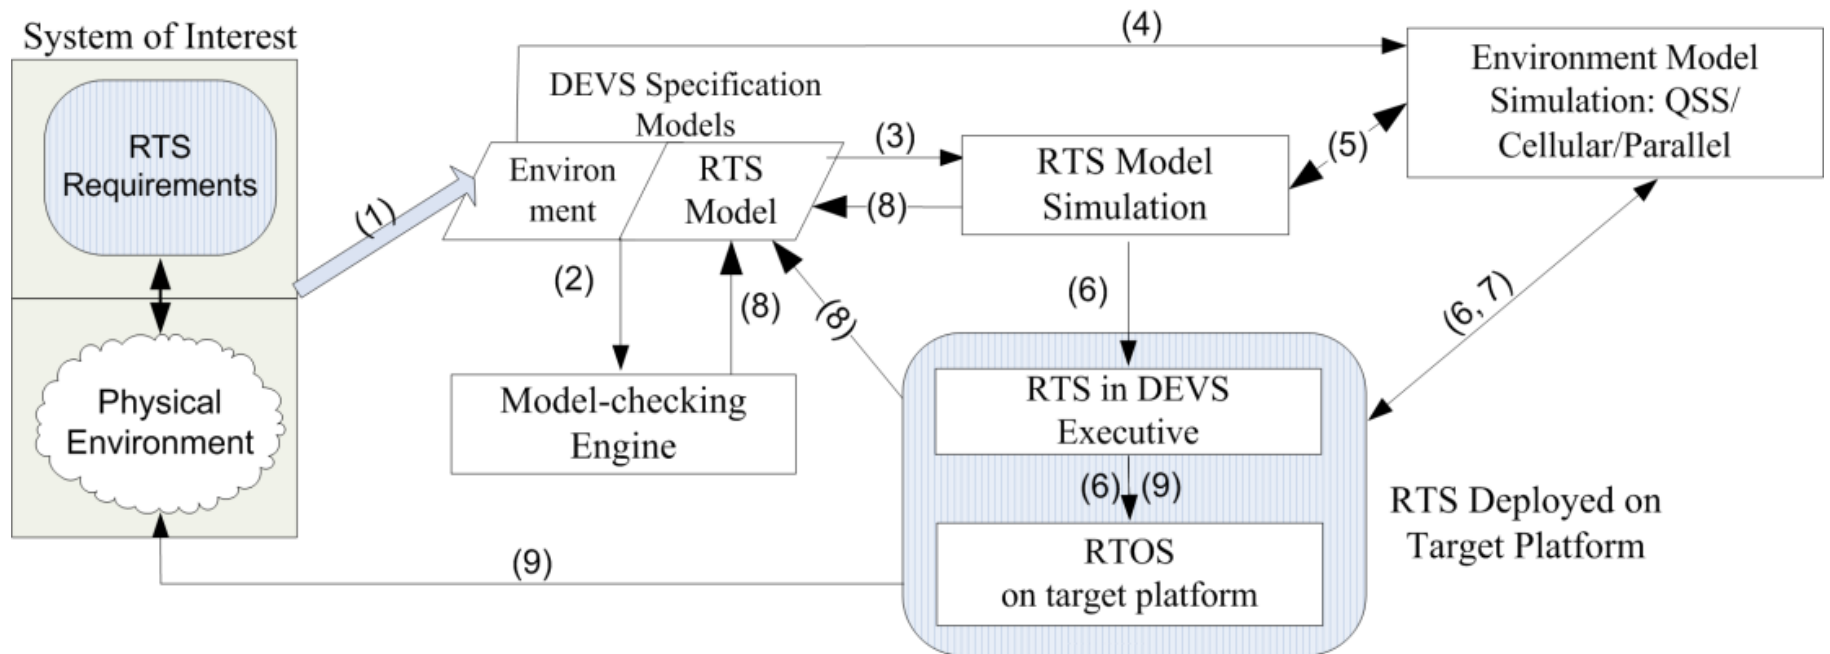 System of Interest
RTS
Requirements
Physical
Environment
(1)
DEVS Specification
Models
Environ
ment
RTS
Model
(2)
(8)
Model-checking
Engine
(3)
(8)
(8)
(4)
RTS Model
Simulation
(5)
Environment Model
Simulation: QSS/
Cellular/Parallel
(6)
(6, 7)
RTS in DEVS
Executive
(6) (9)
RTOS
on target platform
RTS Deployed on
Target Platform
(9)